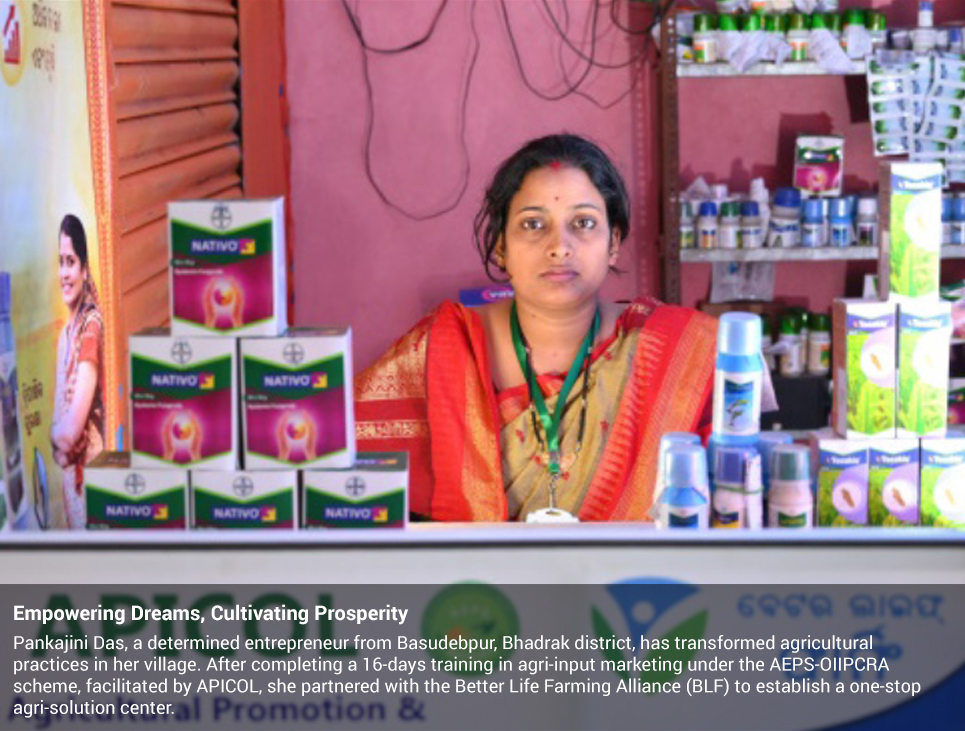 NATIVO
NATIVO
NATIVO
NATIVO
NATIVO
NATIVO
Empowering Dreams, Cultivating Prosperity
Pankajini Das, a determined entrepreneur from Basudebpur, Bhadrak district, has transformed agricultural
practices in her village. After completing a 16-days training in agri-input marketing under the AEPS-OIIPCRA
scheme, facilitated by APICOL, she partnered with the Better Life Farming Alliance (BLF) to establish a one-stop
agri-solution center.
APICOL
ବେଟର ଲାଇଫ୍
Agricultural Promotion &